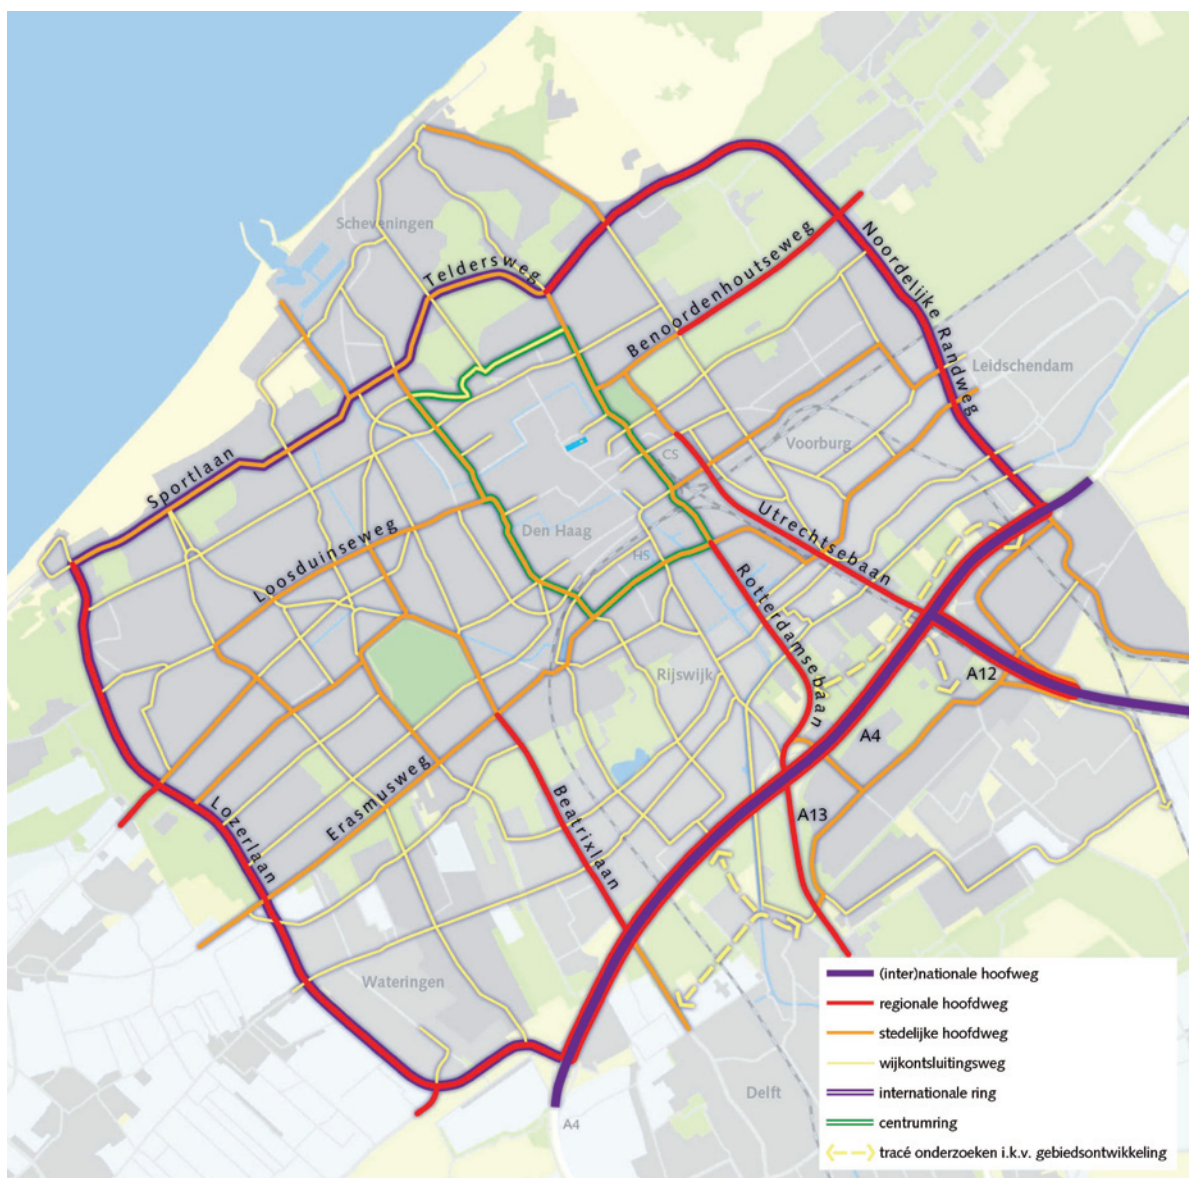 Scheveningen
Teldersweg
Benoordenhoutseweg
Noordelijke Randweg
Leidschendam
Voorburg
CS
Sportlaan
Den Haag
Utrechtsebaan
Loosduinseweg
HS
Rotterdamsebaan
Rijswijk
A12
A4
Lozerlaan
Erasmusweg
Beatrixlaan
A13
Wateringen
Delft
A4
(inter)nationale hoofweg
regionale hoofdweg
stedelijke hoofdweg
wijkontsluitingsweg
internationale ring
centrumring
tracé onderzoeken i.k.v. gebiedsontwikkeling